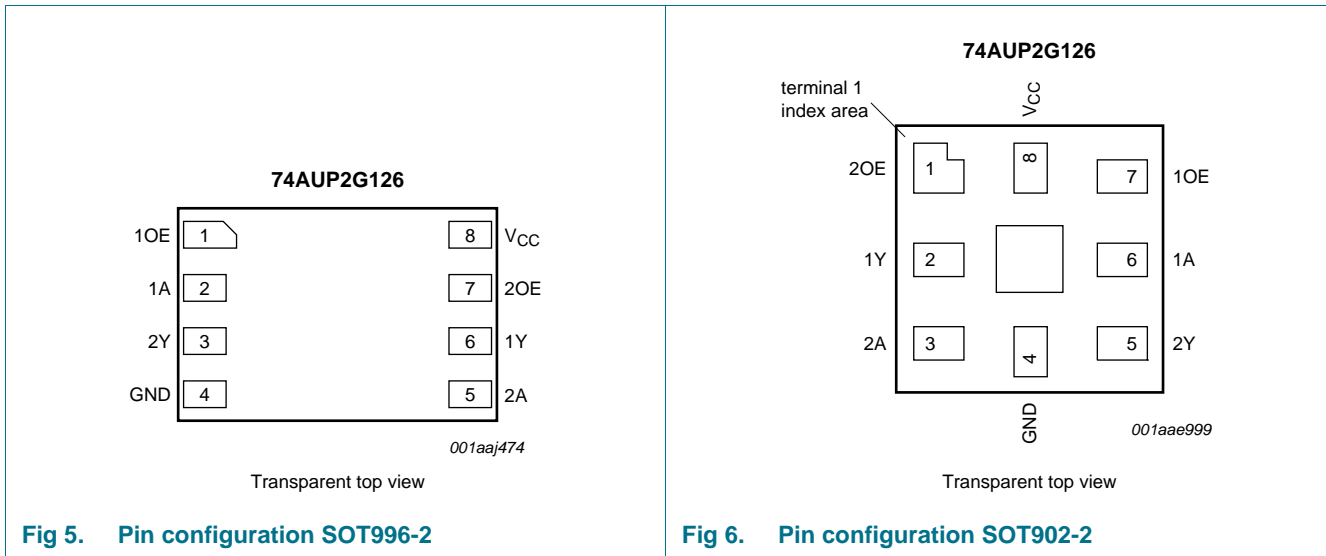 74AUP2G126
1OE 1 8 VCC
1A 2 7 2OE
2Y 3 6 1Y
GND 4 5 2A
001aaj474
Transparent top view
Fig 5. Pin configuration SOT996-2
74AUP2G126
terminal 1
index area
VCC
2OE 1 8 7 1OE
1Y 2 6 1A
2A 3 4 5 2Y
GND
001aae999
Transparent top view
Fig 6. Pin configuration SOT902-2